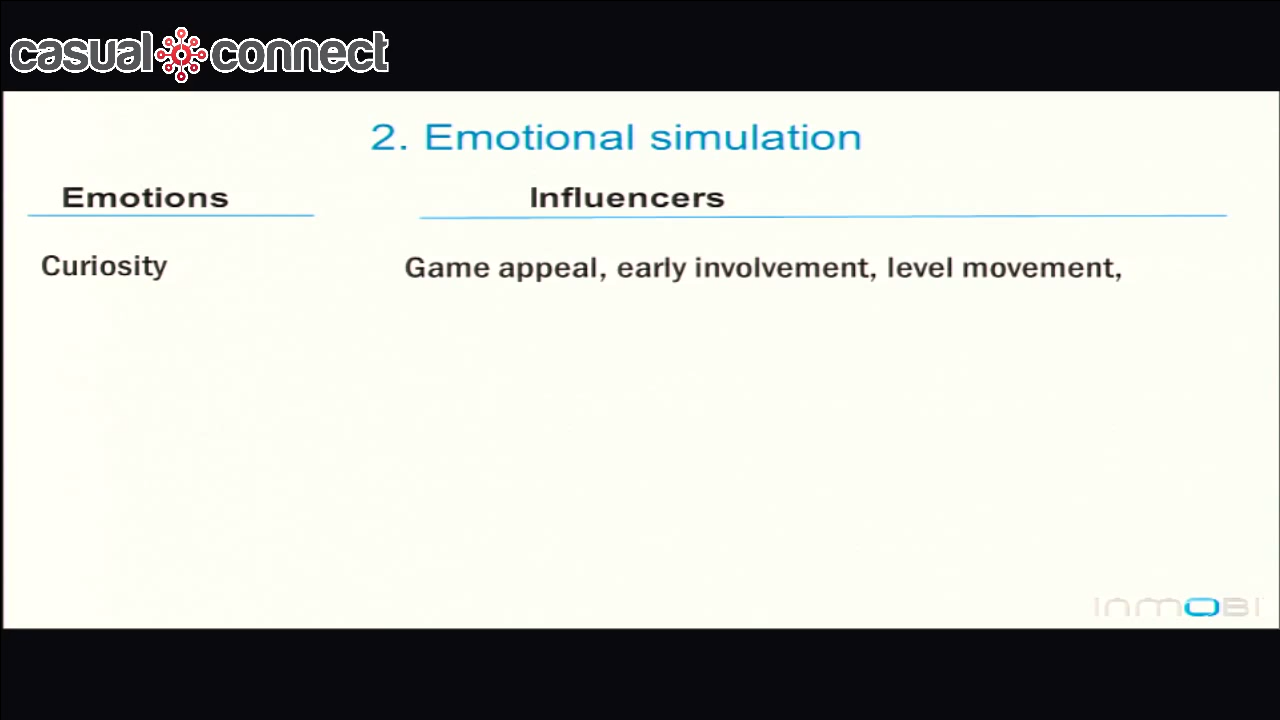 casual connect
2. Emotional simulation
Emotions Influencers
Curiosity Game appeal, early involvement, level movement,
INMOBI